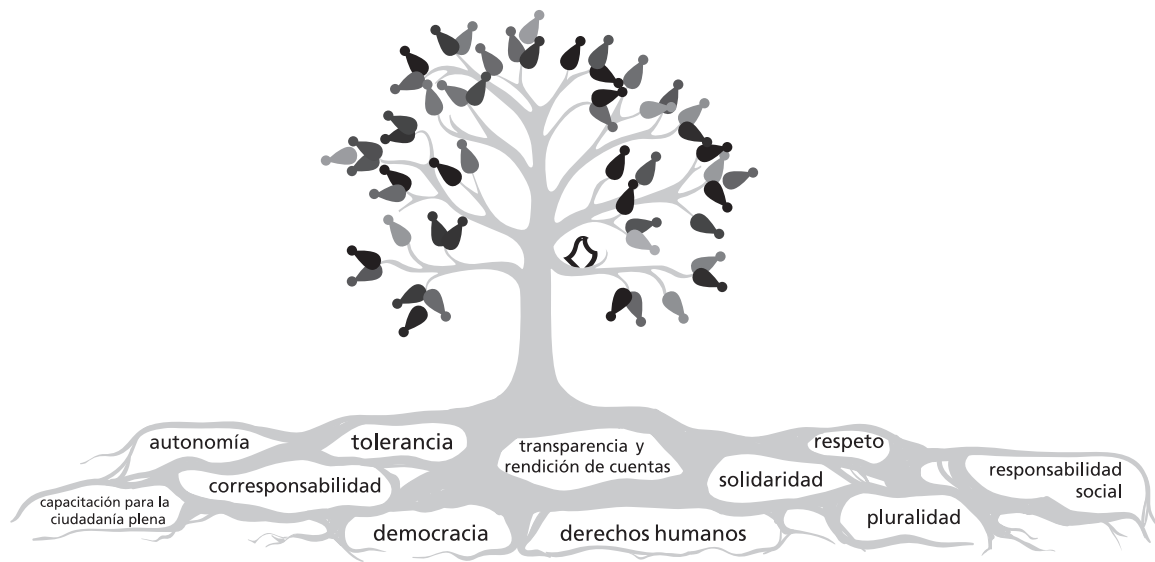 autonomía
tolerancia
transparencia y
rendición de cuentas
respeto
responsabilidad
social
corresponsabilidad
solidaridad
capacitación para la
ciudadanía plena
democracia
derechos humanos
pluralidad